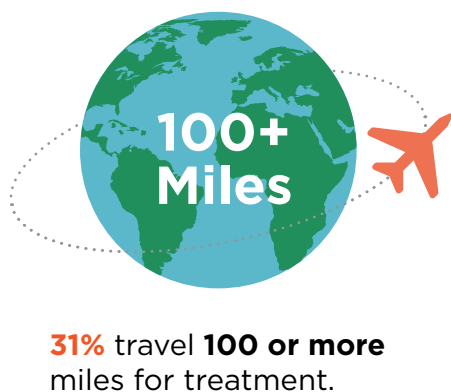 100+
Miles
31% travel 100 or more
miles for treatment.